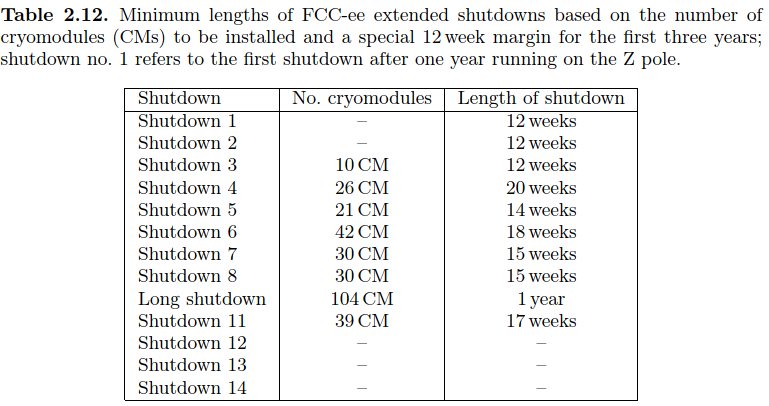 Table 2.12. Minimum lengths of FCC-ee extended shutdowns based on the number of
cryomodules (CMs) to be installed and a special 12 week margin for the first three years;
shutdown no. 1 refers to the first shutdown after one year running on the Z pole.
Shutdown No. cryomodules Length of shutdown
Shutdown 1 – 12 weeks
Shutdown 2 – 12 weeks
Shutdown 3 10 CM 12 weeks
Shutdown 4 26 CM 20 weeks
Shutdown 5 21 CM 14 weeks
Shutdown 6 42 CM 18 weeks
Shutdown 7 30 CM 15 weeks
Shutdown 8 30 CM 15 weeks
Long shutdown 104 CM 1 year
Shutdown 11 39 CM 17 weeks
Shutdown 12 – –
Shutdown 13 – –
Shutdown 14 – –